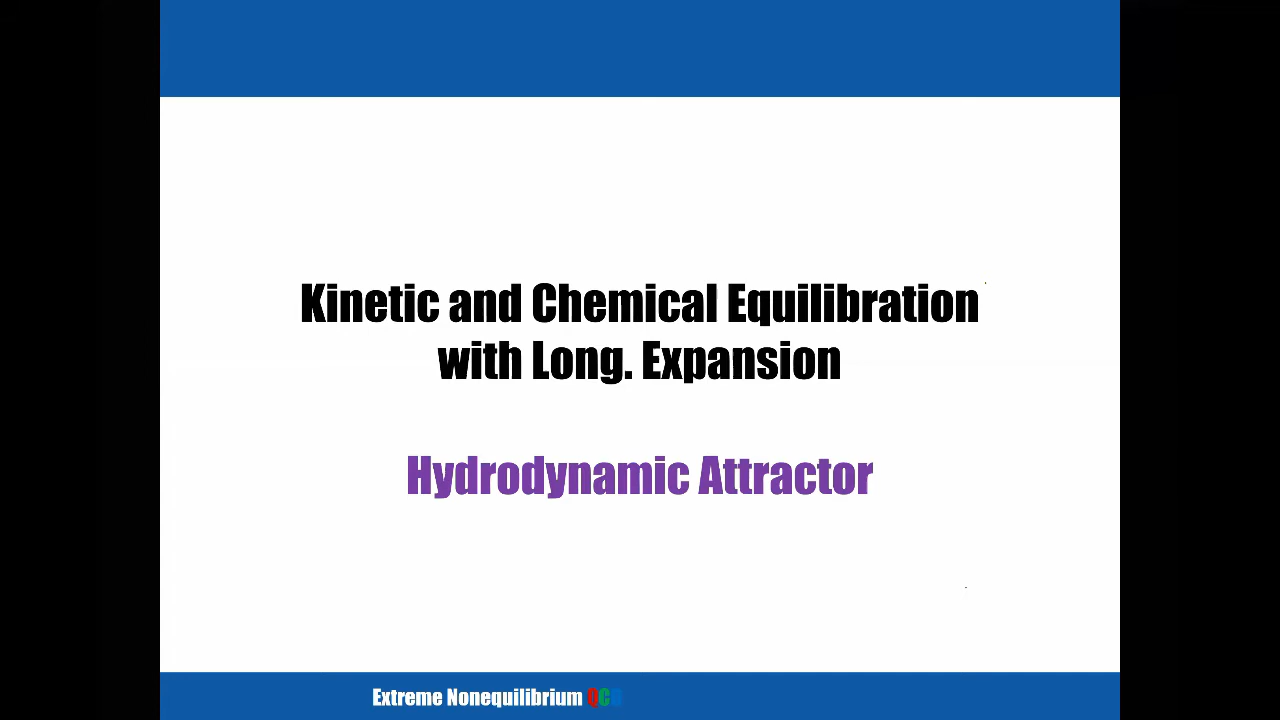 Kinetic and Chemical Equilibration
with Long. Expansion
Hydrodynamic Attractor
Extreme Nonequilibrium QCD